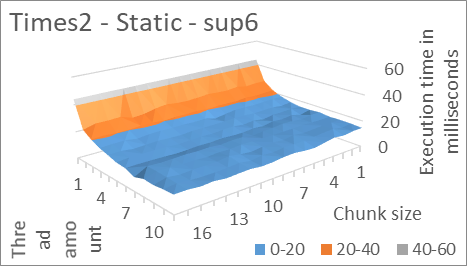 Times2 - Static - sup6
60
40
20
0
Execution time in
milliseconds
1
4
7
10
Thre
ad
amo
unt
16
13
10
7
4
1
Chunk size
0-20
20-40
40-60